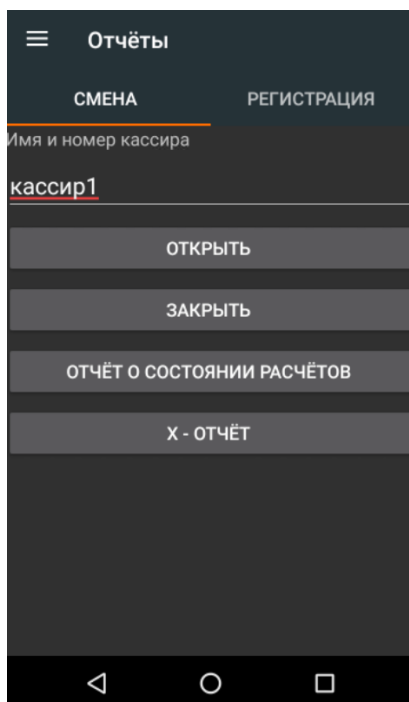 Отчёты
СМЕНА
РЕГИСТРАЦИЯ
Имя и номер кассира
кассир1
ОТКРЫТЬ
ЗАКРЫТЬ
ОТЧЁТ О СОСТОЯНИИ РАСЧЁТОВ
Х - ОТЧЁТ